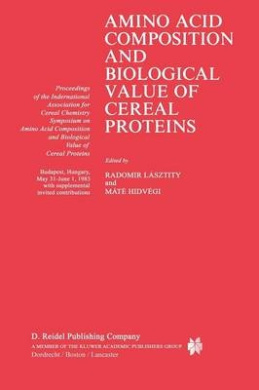 AMINO ACID
COMPOSITION
AND
BIOLOGICAL
VALUE OF
CEREAL
PROTEINS
Proceedings
of the International
Association for
Cereal Chemistry
Symposium on
Amino Acid Composition
and Biological
Value of
Cereal Proteins
Budapest, Hungary,
May 31-June 1, 1983
with supplemental
invited contributions
Edited by
RADOMIR LÁSZTITY
and
MÁTÉ HIDVÉGI
D. Reidel Publishing Company
A MEMBER OF THE KLUWER ACADEMIC PUBLISHERS GROUP
Dordrecht / Boston / Lancaster